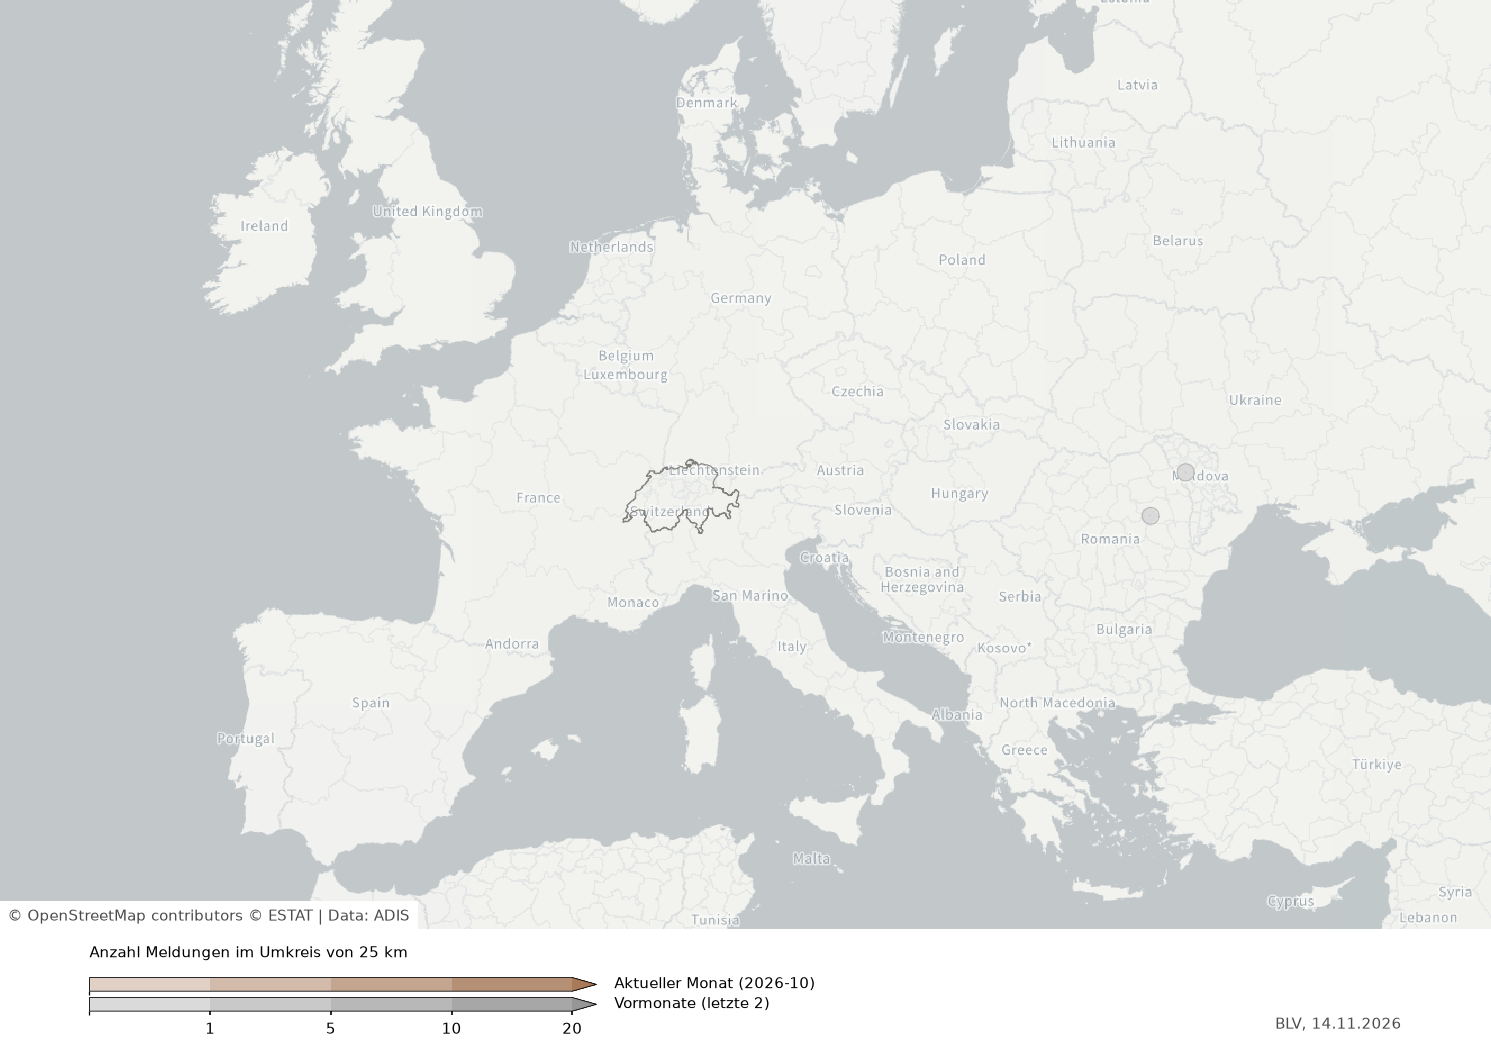 Estonia
Latvia
Denmark
Lithuania
United Kingdom
Ireland
Belarus
Netherlands
Poland
Germany
Belgium
Luxembourg
Czechia
Ukraine
Slovakia
Liechtenstein
Austria
Moldova
France
Hungary
Switzerland
Slovenia
Romania
Croatia
Bosnia and
Herzegovina
Monaco
San Marino
Serbia
Andorra
Italy
Montenegro
Kosovo*
Bulgaria
Spain
North Macedonia
Albania
Portugal
Greece
Türkiye
Malta
Cyprus
Syria
Tunisia
Lebanon
© OpenStreetMap contributors © ESTAT | Data: ADIS
Anzahl Meldungen im Umkreis von 25 km
Aktueller Monat (2026-10)
Vormonate (letzte 2)
1 5 10 20
BLV, 14.11.2026